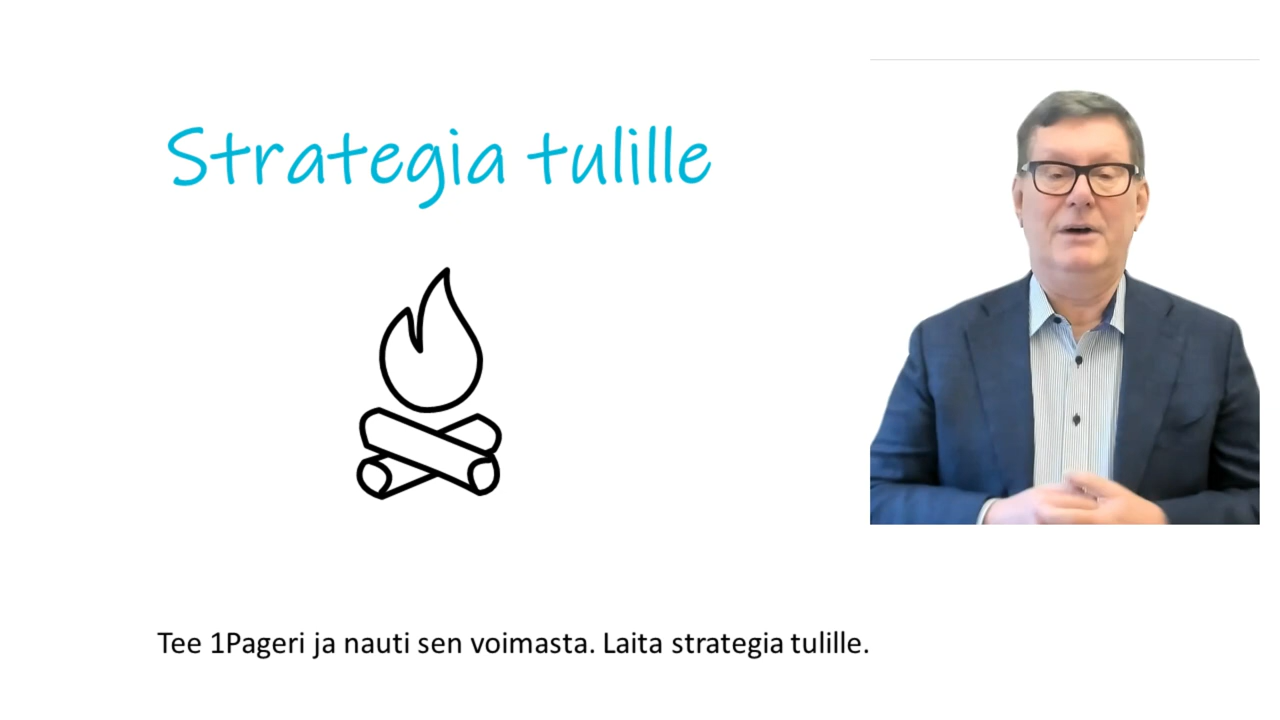 Strategia tulille
Tee 1Pageri ja nauti sen voimasta. Laita strategia tulille.